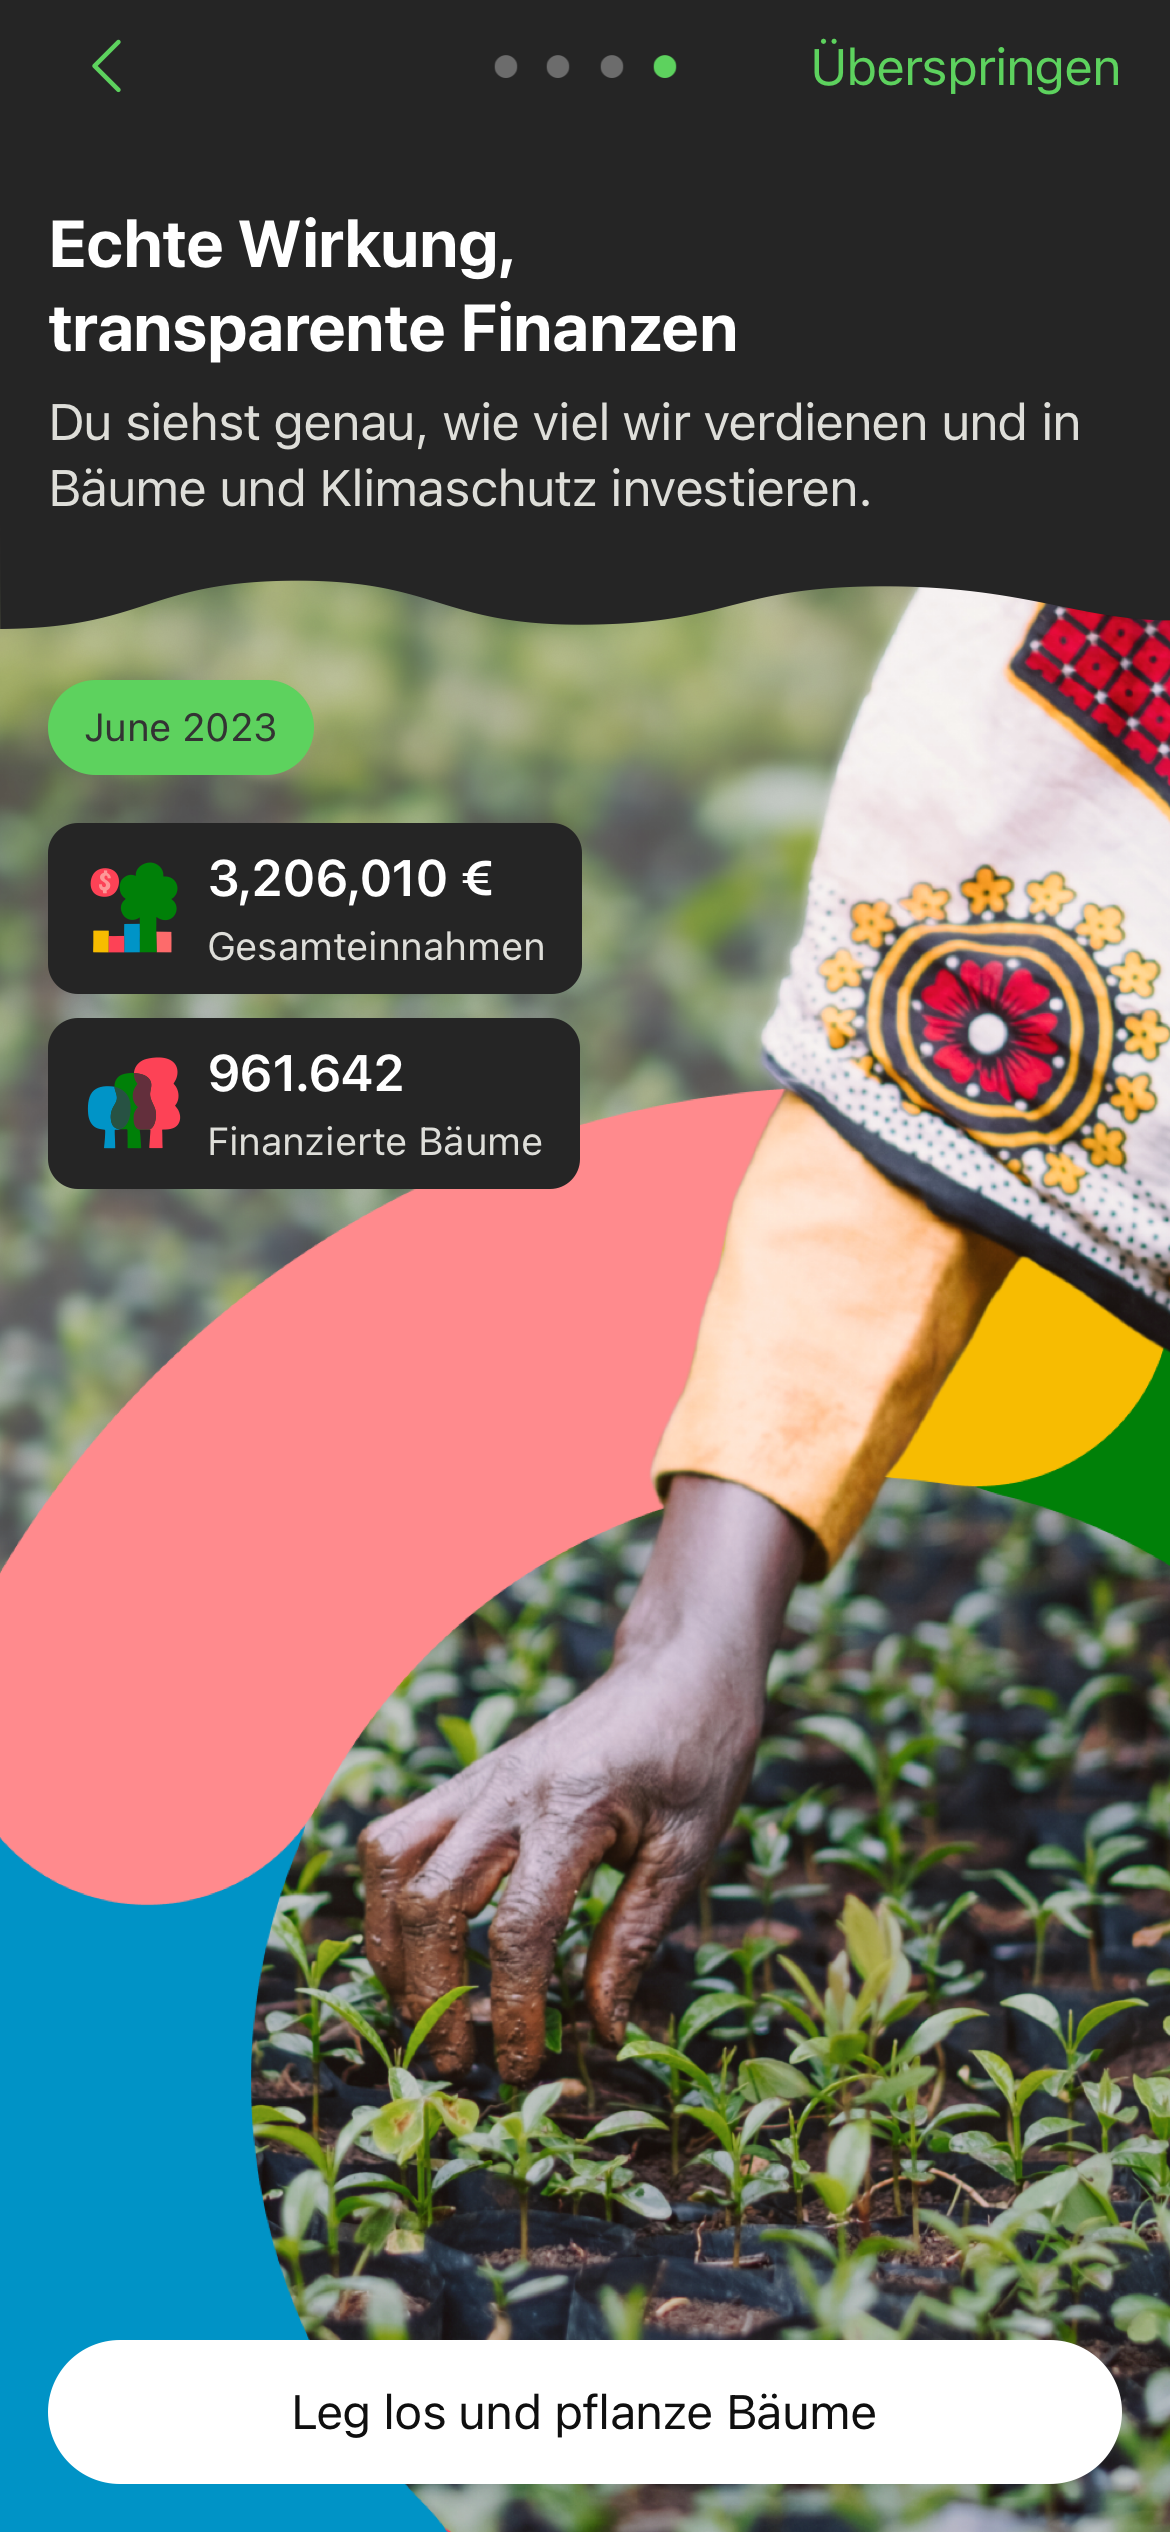 Überspringen
Echte Wirkung,
transparente Finanzen
Du siehst genau, wie viel wir verdienen und in
Bäume und Klimaschutz investieren.
June 2023
3,206,010 €
Gesamteinnahmen
961.642
Finanzierte Bäume
Leg los und pflanze Bäume